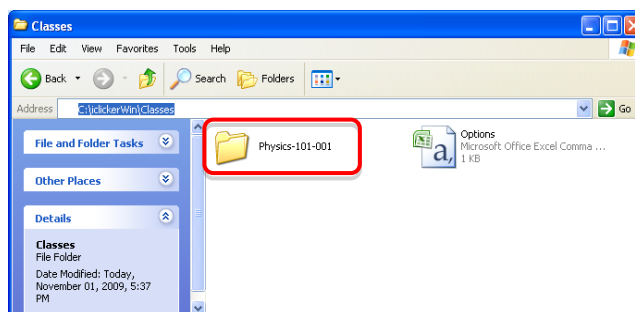 Classes
File Edit View Favorites Tools Help
Back Search Folders
Address C:\iclickerWin\Classes Go
File and Folder Tasks
Other Places
Details
Classes
File Folder
Date Modified: Today,
November 01, 2009, 5:37
PM
Physics-101-001
Options
Microsoft Office Excel Comma ...
1 KB
a,